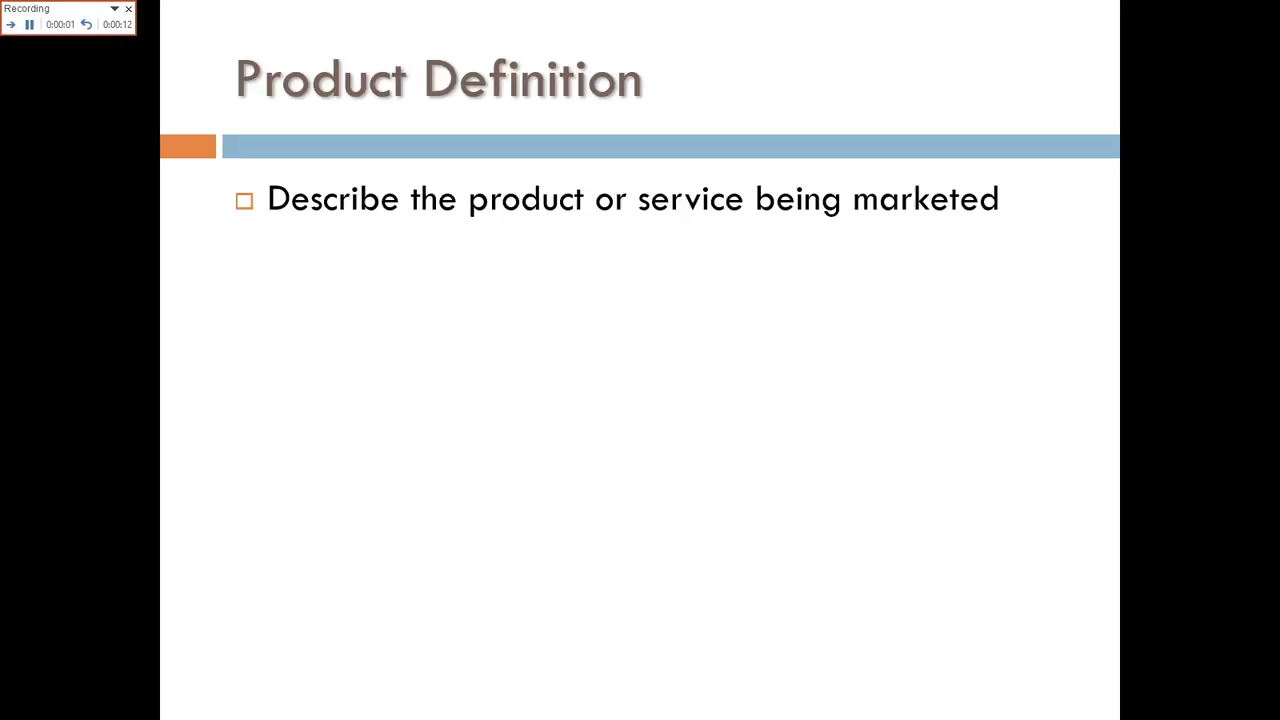 Recording
0:00:01 0:00:12
Product Definition
Describe the product or service being marketed